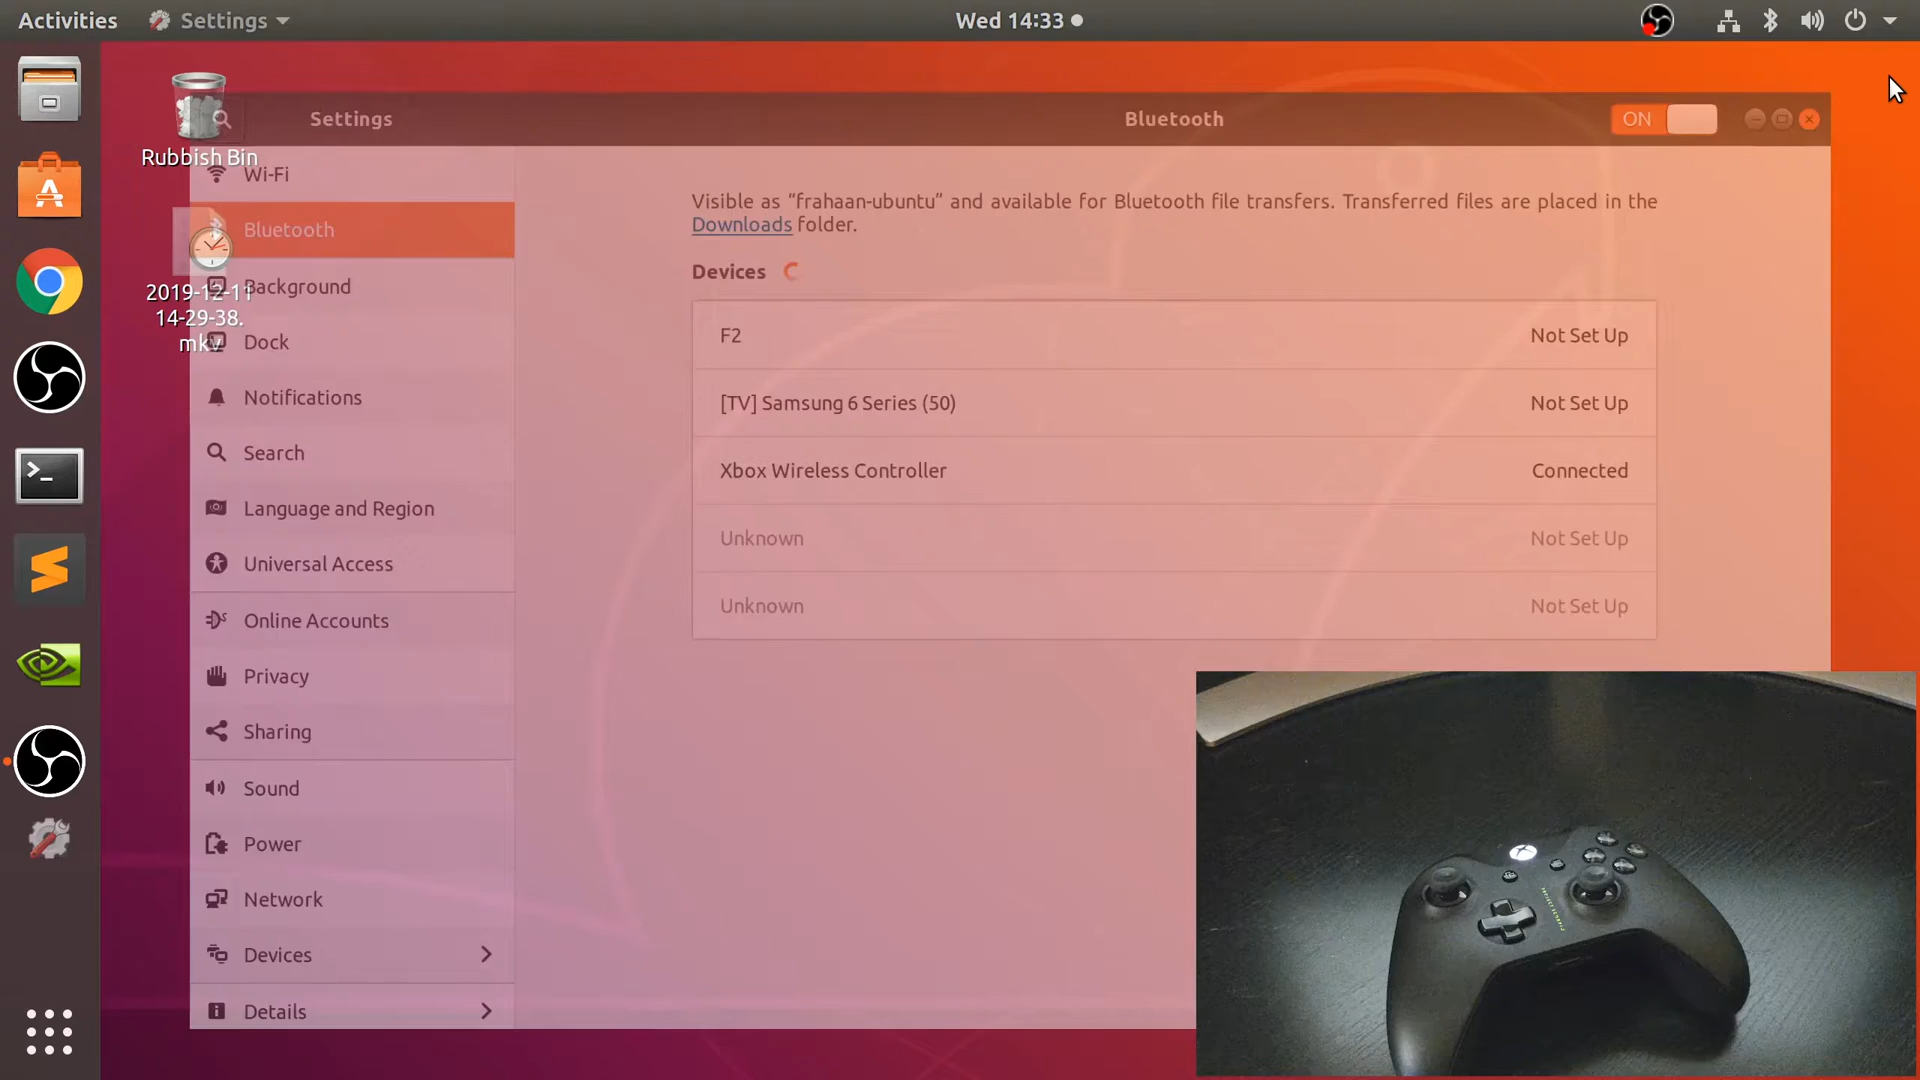 Activities
Settings
Wed 14:33
Rubbish Bin
2019-12-11
14-29-38.
mkv
Settings
Bluetooth
ON
Wi-Fi
Bluetooth
Background
Dock
Notifications
Search
Language and Region
Universal Access
Online Accounts
Privacy
Sharing
Sound
Power
Network
Devices
Details
Visible as “frahaan-ubuntu” and available for Bluetooth file transfers. Transferred files are placed in the
Downloads folder.
Devices
F2 Not Set Up
[TV] Samsung 6 Series (50) Not Set Up
Xbox Wireless Controller Connected
Unknown Not Set Up
Unknown Not Set Up